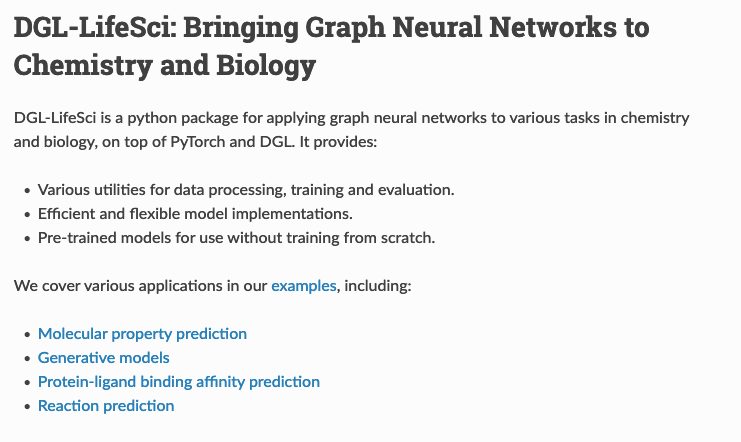 DGL-LifeSci: Bringing Graph Neural Networks to
Chemistry and Biology
DGL-LifeSci is a python package for applying graph neural networks to various tasks in chemistry
and biology, on top of PyTorch and DGL. It provides:
• Various utilities for data processing, training and evaluation.
• Efficient and flexible model implementations.
• Pre-trained models for use without training from scratch.
We cover various applications in our examples, including:
• Molecular property prediction
• Generative models
• Protein-ligand binding affinity prediction
• Reaction prediction